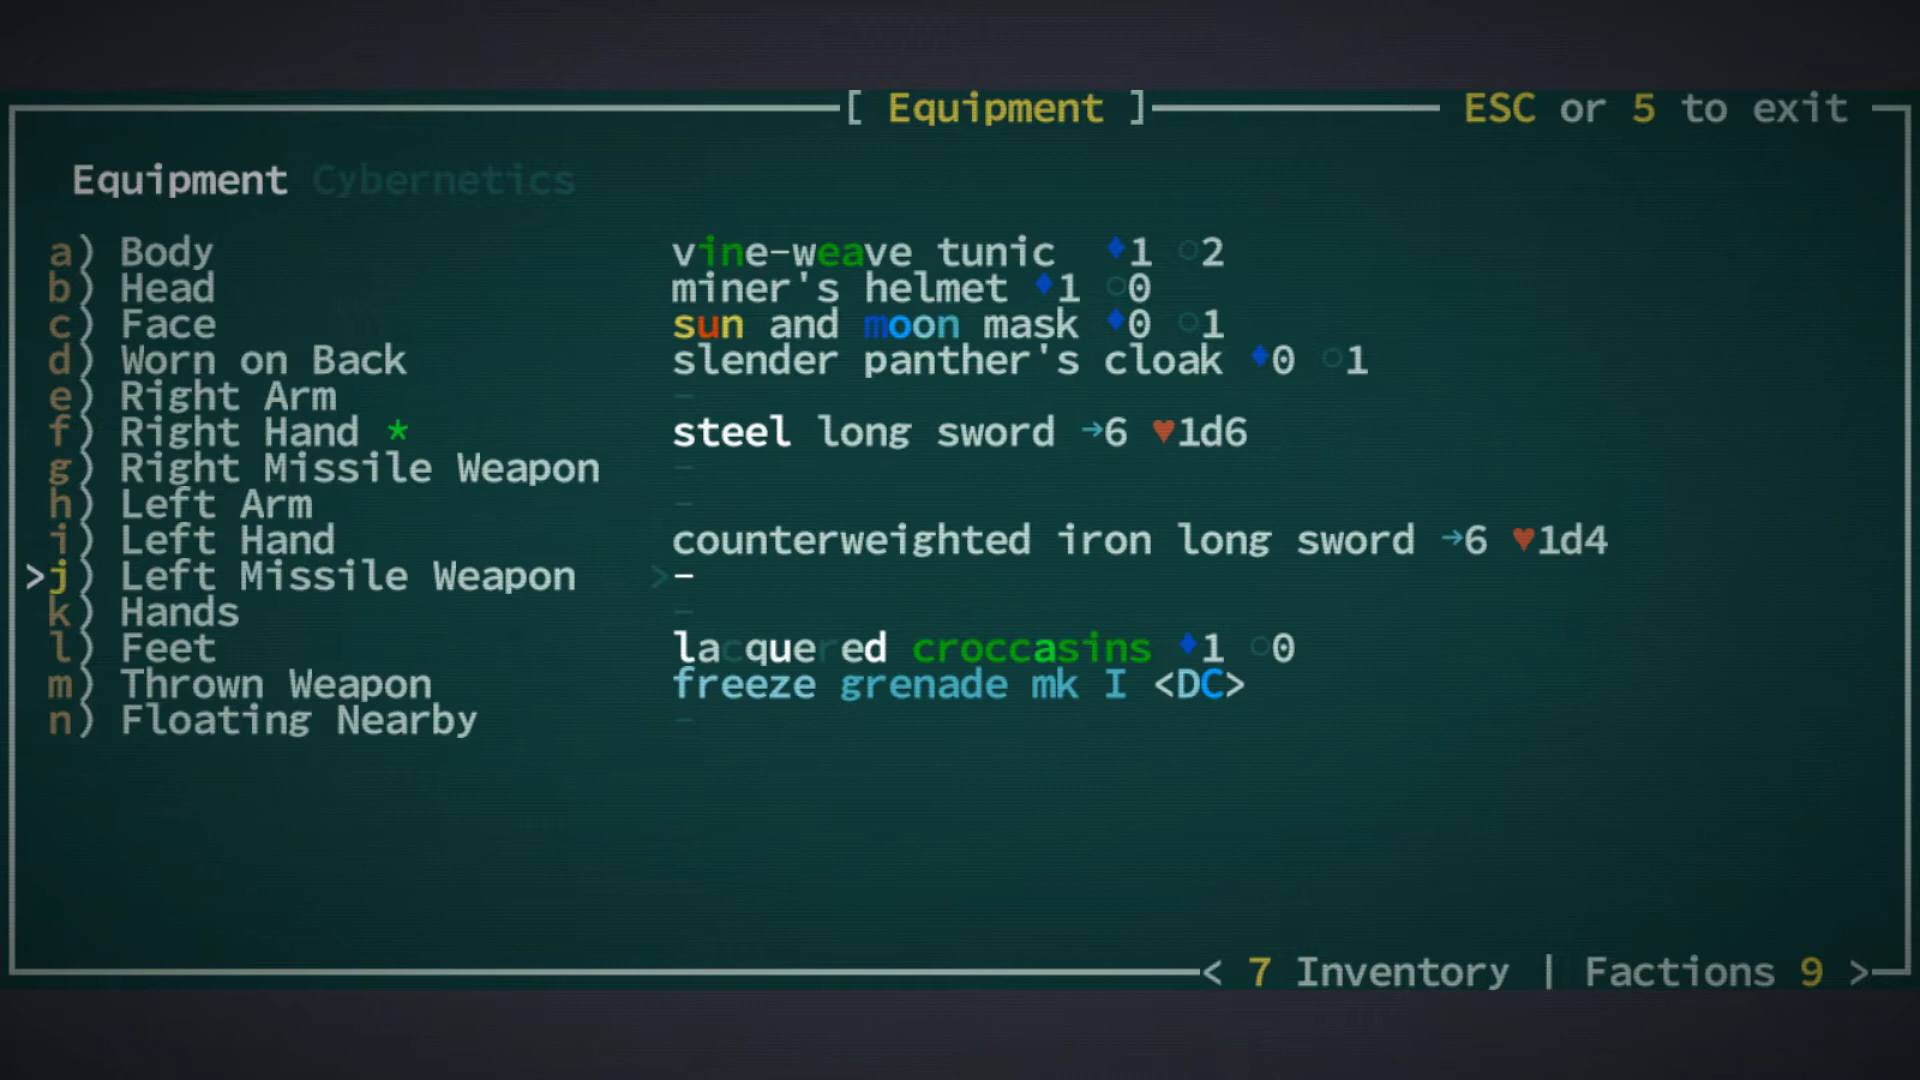 [ Equipment ] ESC or 5 to exit
Equipment Cybernetics
a) Body vine-weave tunic ♦1 ○2
b) Head miner's helmet ♦1 ○0
c) Face sun and moon mask ♦0 ○1
d) Worn on Back slender panther's cloak ♦0 ○1
e) Right Arm -
f) Right Hand * steel long sword →6 ♥1d6
g) Right Missile Weapon -
h) Left Arm -
i) Left Hand counterweighted iron long sword →6 ♥1d4
>j) Left Missile Weapon >-
k) Hands -
l) Feet lacquered croccasins ♦1 ○0
m) Thrown Weapon freeze grenade mk I <DC>
n) Floating Nearby -
< 7 Inventory | Factions 9 >